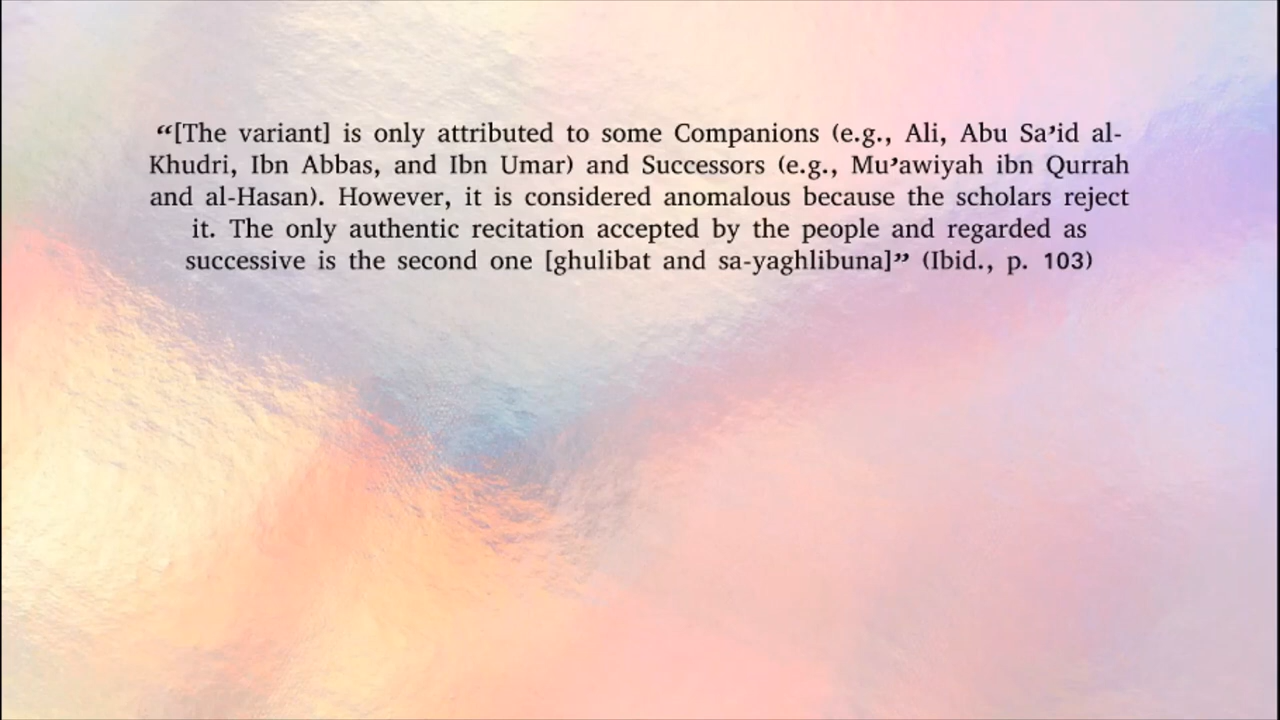 “[The variant] is only attributed to some Companions (e.g., Ali, Abu Sa’id al-
Khudri, Ibn Abbas, and Ibn Umar) and Successors (e.g., Mu’awiyah ibn Qurrah
and al-Hasan). However, it is considered anomalous because the scholars reject
it. The only authentic recitation accepted by the people and regarded as
successive is the second one [ghulibat and sa-yaghlibuna]” (Ibid., p. 103)